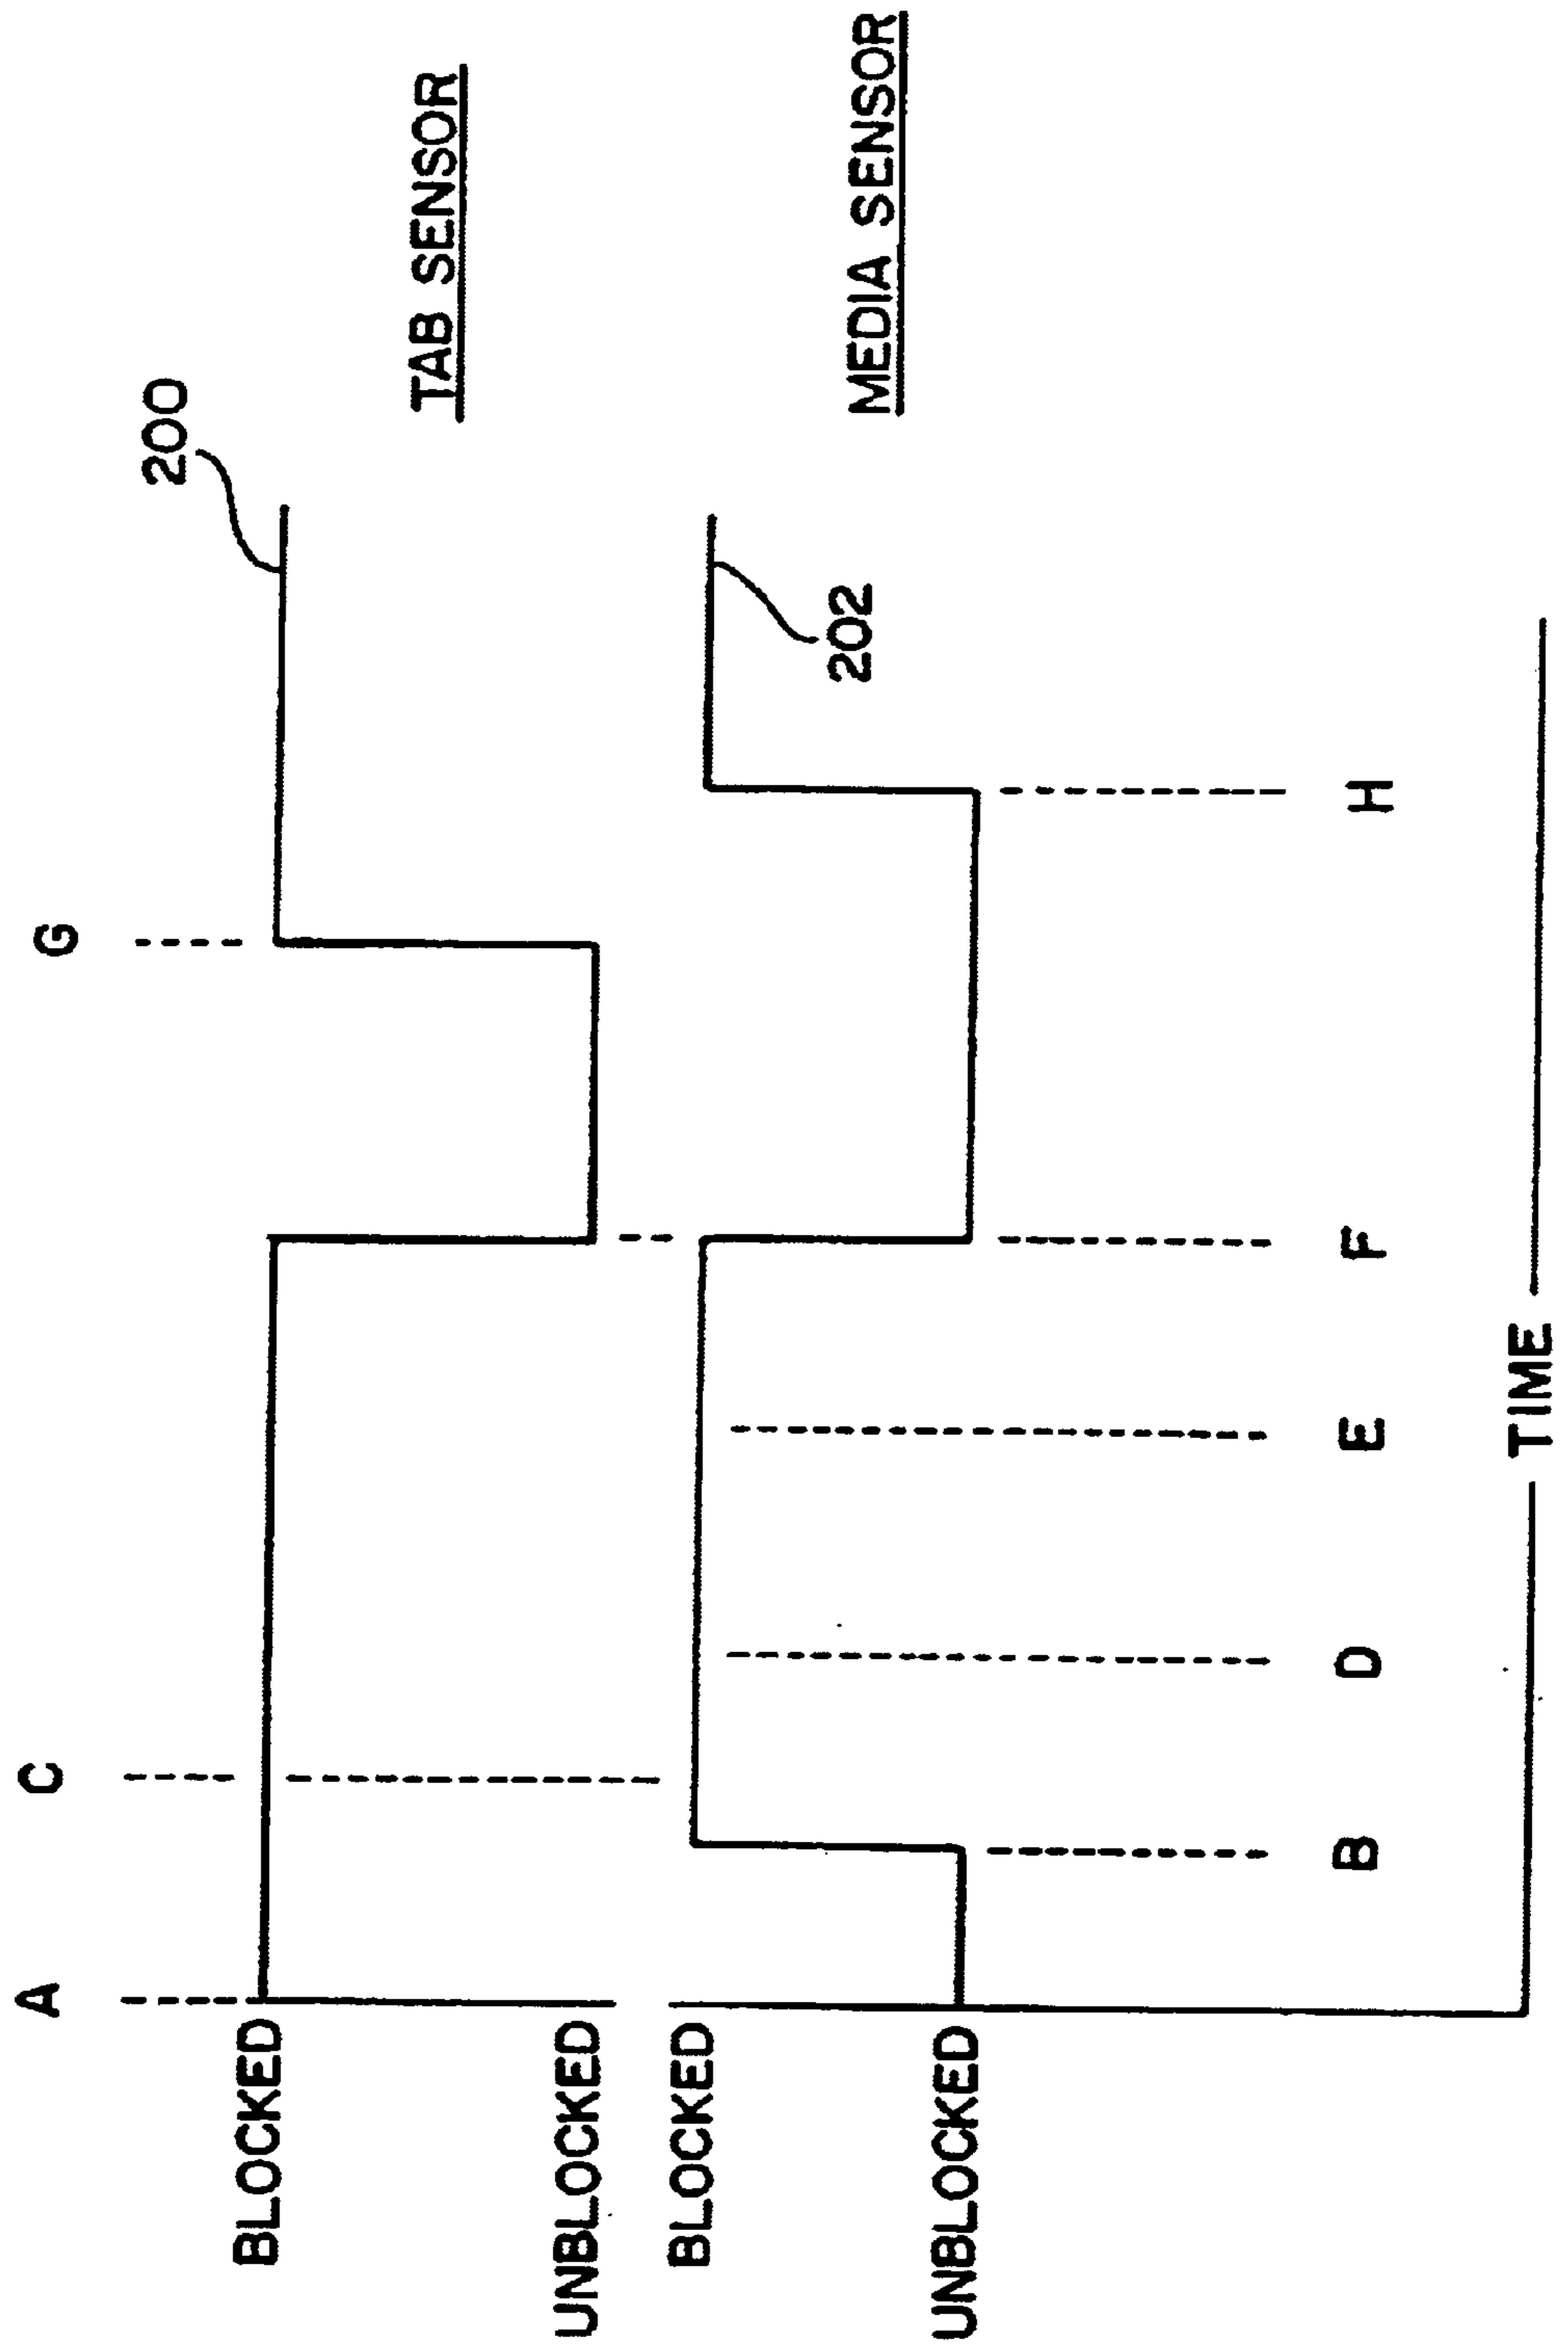 A
C
G
BLOCKED
200
TAB SENSOR
UNBLOCKED
BLOCKED
202
MEDIA SENSOR
UNBLOCKED
B
D
E
F
H
TIME